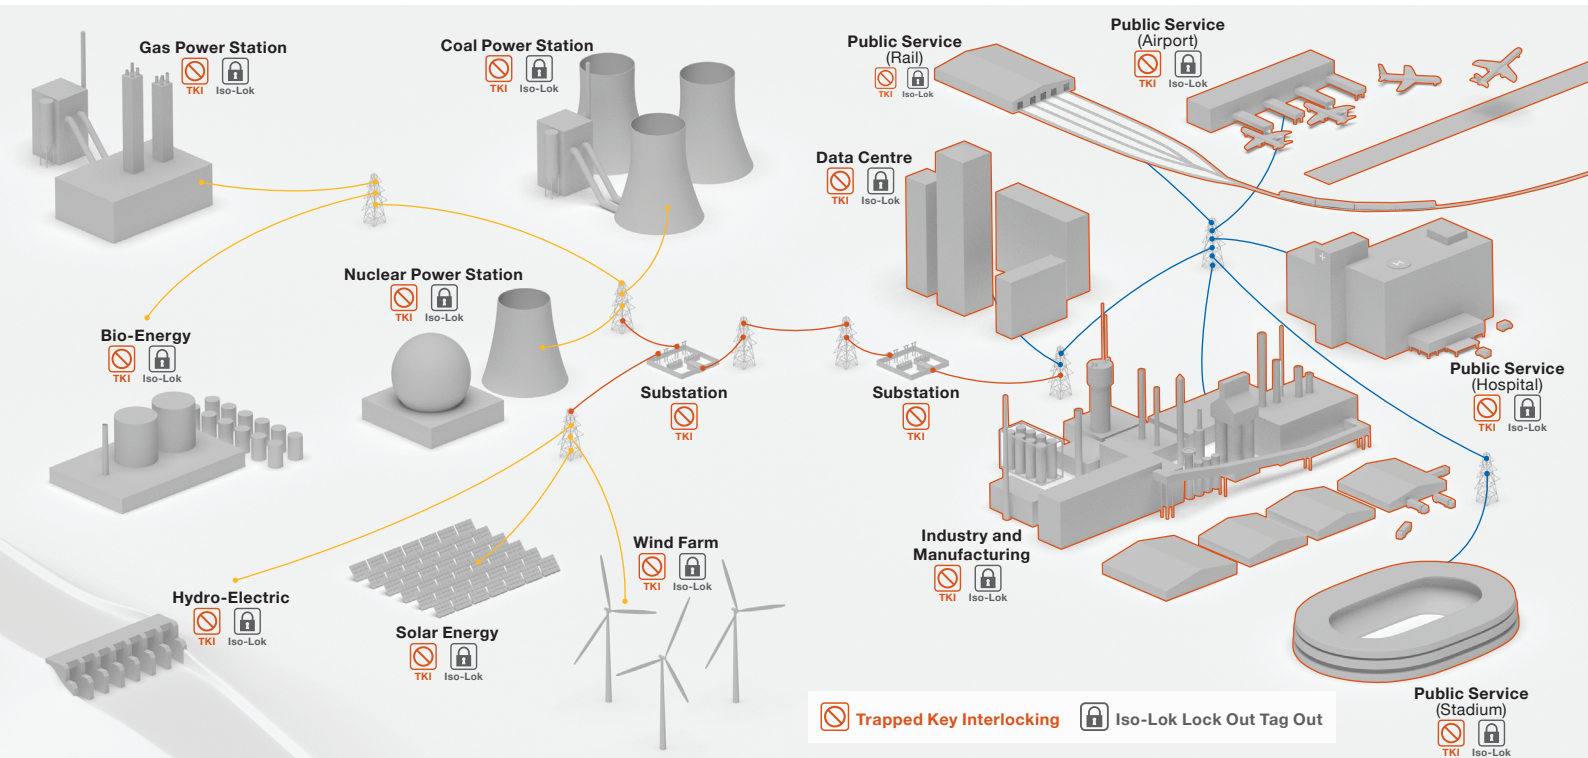 Gas Power Station
TKI Iso-Lok
Coal Power Station
TKI Iso-Lok
Public Service
(Rail)
TKI Iso-Lok
Public Service
(Airport)
TKI Iso-Lok
Data Centre
TKI Iso-Lok
Nuclear Power Station
TKI Iso-Lok
Bio-Energy
TKI Iso-Lok
Substation
TKI
Substation
TKI
Public Service
(Hospital)
TKI Iso-Lok
H
Industry and
Manufacturing
TKI Iso-Lok
Wind Farm
TKI Iso-Lok
Hydro-Electric
TKI Iso-Lok
Solar Energy
TKI Iso-Lok
Public Service
(Stadium)
TKI Iso-Lok
Trapped Key Interlocking Iso-Lok Lock Out Tag Out